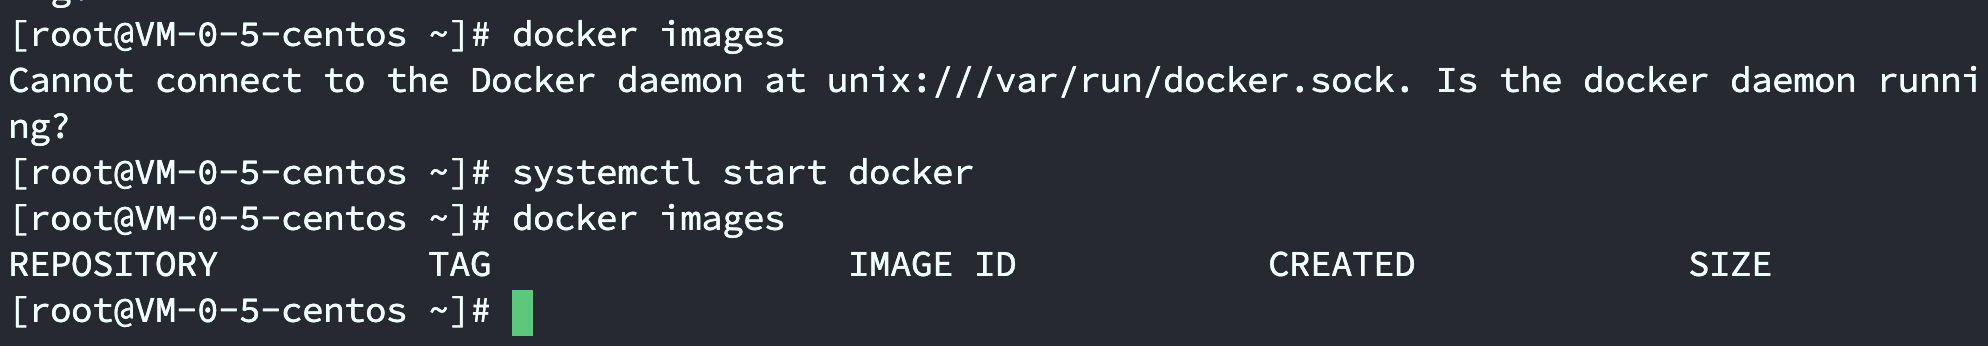 [root@VM-0-5-centos ~]# docker images
Cannot connect to the Docker daemon at unix:///var/run/docker.sock. Is the docker daemon runni
ng?
[root@VM-0-5-centos ~]# systemctl start docker
[root@VM-0-5-centos ~]# docker images
REPOSITORY          TAG                 IMAGE ID            CREATED             SIZE
[root@VM-0-5-centos ~]#